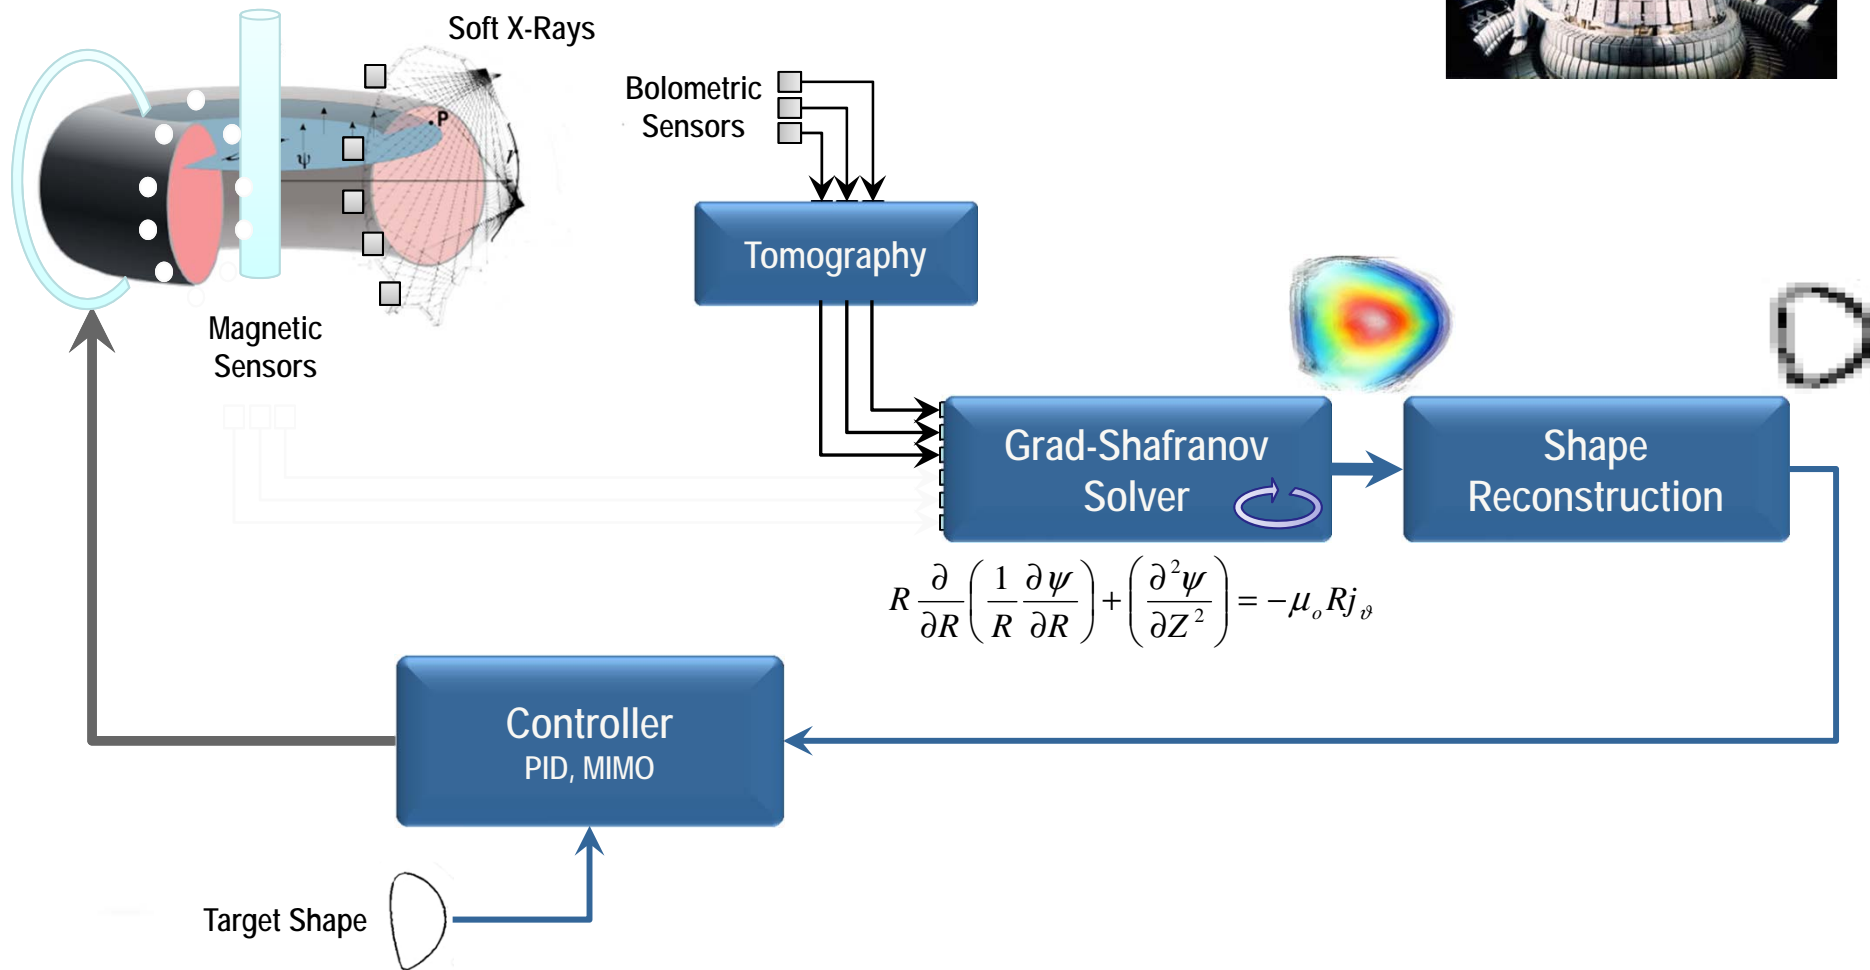 Soft X-Rays
Bolometric
Sensors
P
ψ
r
Tomography
Magnetic
Sensors
Grad-Shafranov
Solver
Shape
Reconstruction
R ∂/∂R (1/R ∂ψ/∂R) + (∂²ψ/∂Z²) = −μₒRj_ϑ
Controller
PID, MIMO
Target Shape